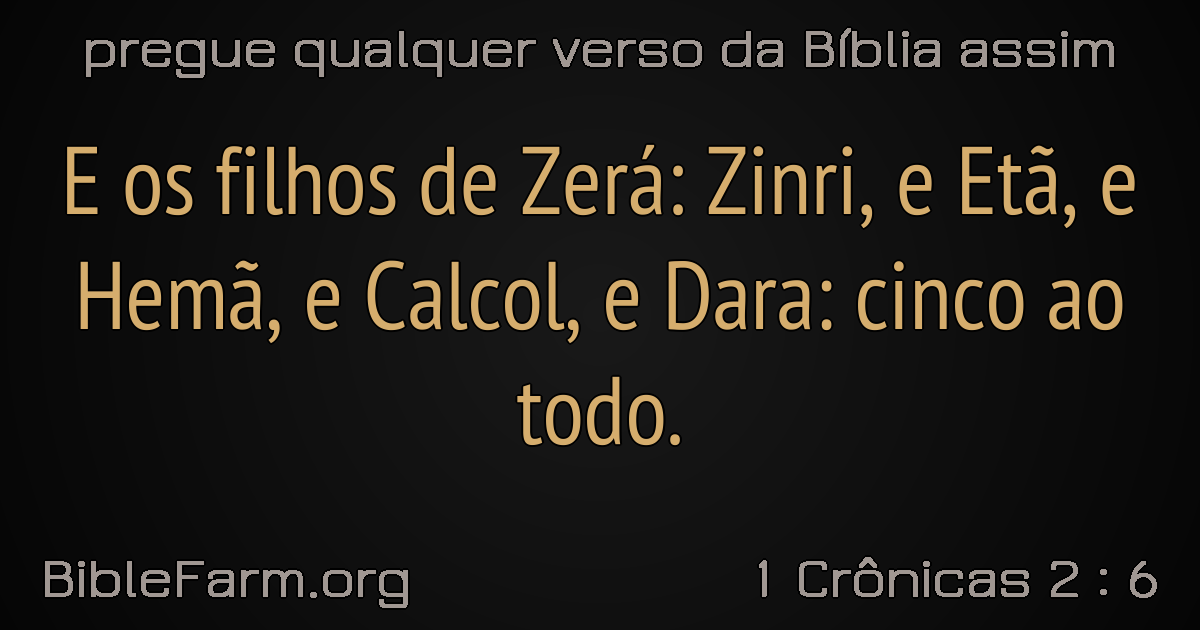 pregue qualquer verso da Bíblia assim
E os filhos de Zerá: Zinri, e Etã, e
Hemã, e Calcol, e Dara: cinco ao
todo.
BibleFarm.org
1 Crônicas 2 : 6